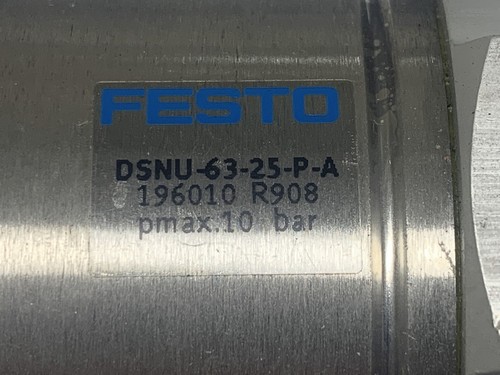 FESTO
DSNU-63-25-P-A
196010 R908
pmax.10 bar